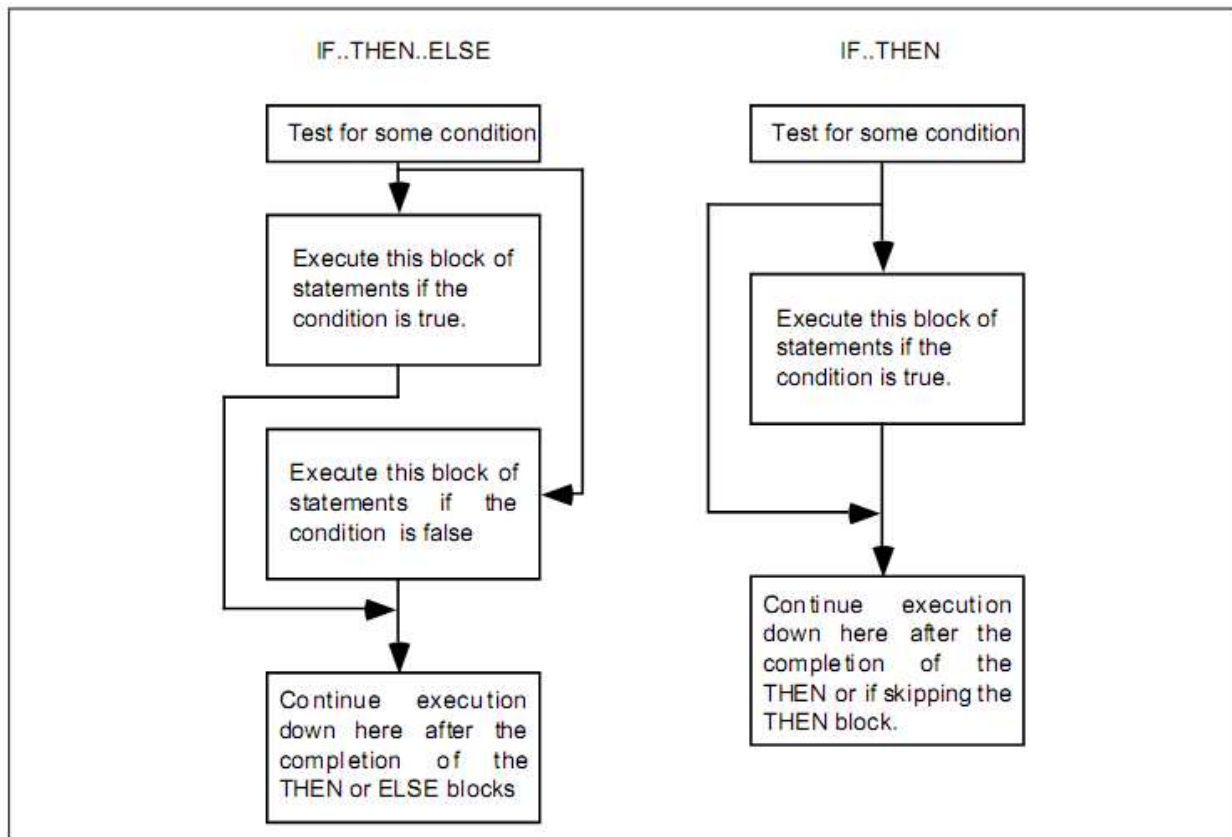 IF..THEN..ELSE
Test for some condition
Execute this block of
statements if the
condition is true.
Execute this block of
statements if the
condition is false
Continue execution
down here after the
completion of the
THEN or ELSE blocks
IF..THEN
Test for some condition
Execute this block of
statements if the
condition is true.
Continue execution
down here after the
completion of the
THEN or if skipping the
THEN block.